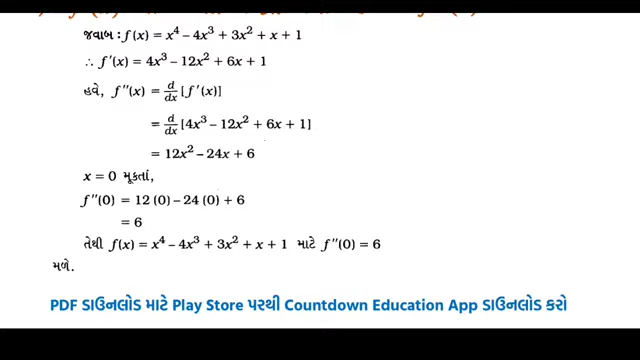 જવાબ : f(x) = x⁴ – 4x³ + 3x² + x + 1
∴ f′(x) = 4x³ – 12x² + 6x + 1
હવે, f″(x) = d/dx [f′(x)]
= d/dx [4x³ – 12x² + 6x + 1]
= 12x² – 24x + 6
x = 0 મૂકતાં,
f″(0) = 12 (0) – 24 (0) + 6
= 6
તેથી f(x) = x⁴ – 4x³ + 3x² + x + 1 માટે f″(0) = 6
મળે.
PDF ડાઉનલોડ માટે Play Store પરથી Countdown Education App ડાઉનલોડ કરો